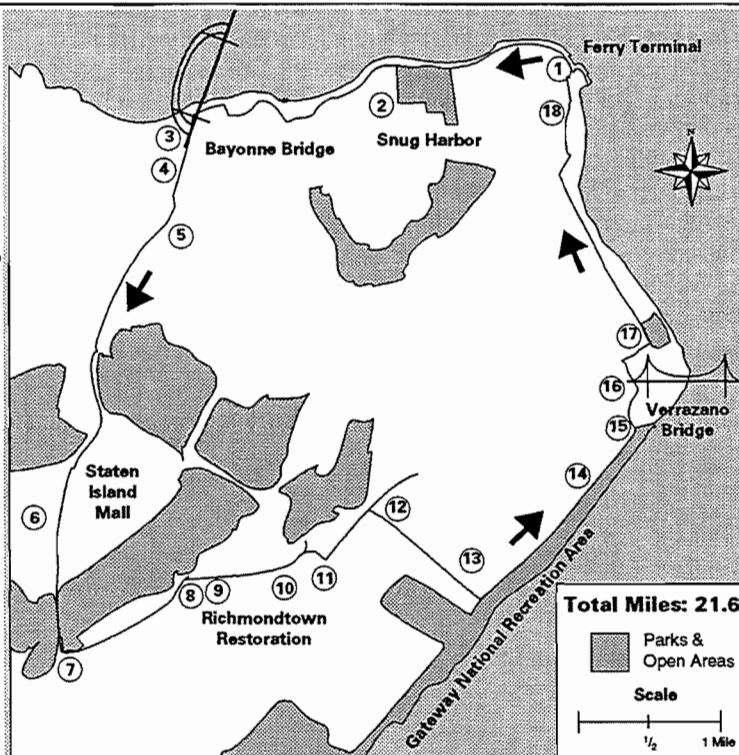 Ferry Terminal
1
18
2
3
Bayonne Bridge
Snug Harbor
N
4
5
17
16
Verrazano
Bridge
15
Staten
Island
Mall
14
6
12
13
8
9
10
11
Richmondtown
Restoration
7
Gateway National Recreation Area
Total Miles: 21.6
Parks &
Open Areas
Scale
1/2
1 Mile